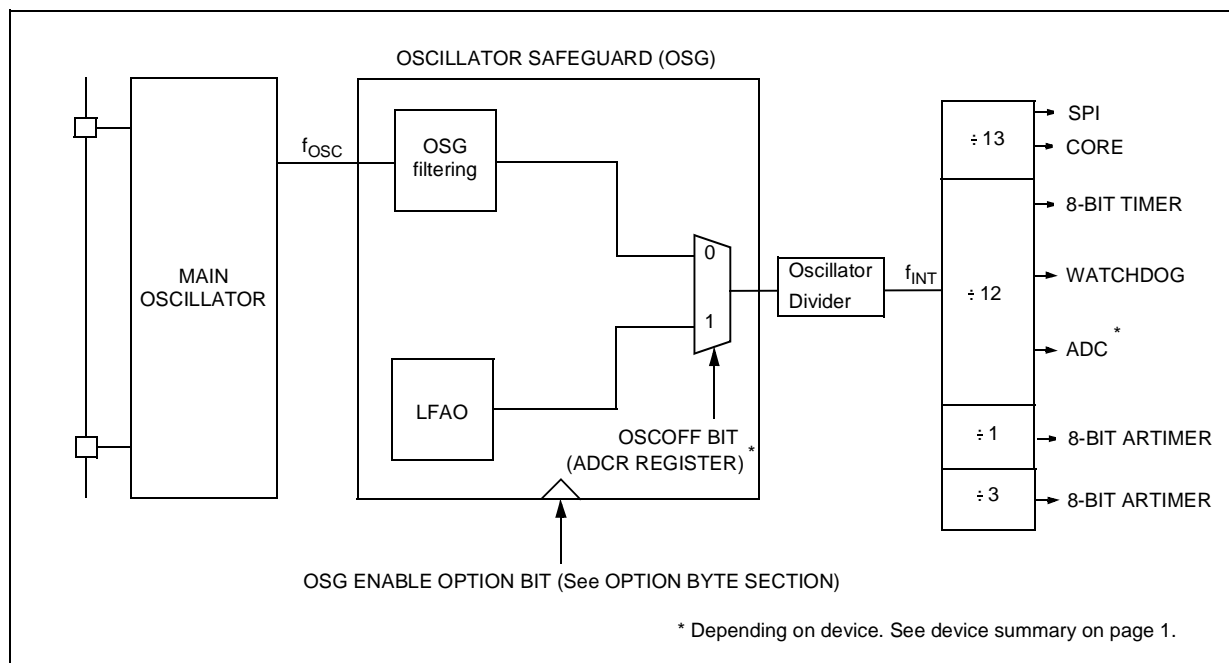 OSCILLATOR SAFEGUARD (OSG)
MAIN
OSCILLATOR
fOSC
OSG
filtering
LFAO
0
1
OSCOFF BIT
(ADCR REGISTER) *
OSG ENABLE OPTION BIT (See OPTION BYTE SECTION)
Oscillator
Divider
fINT
÷ 13
SPI
CORE
÷ 12
8-BIT TIMER
WATCHDOG
ADC *
÷ 1
8-BIT ARTIMER
÷ 3
8-BIT ARTIMER
* Depending on device. See device summary on page 1.